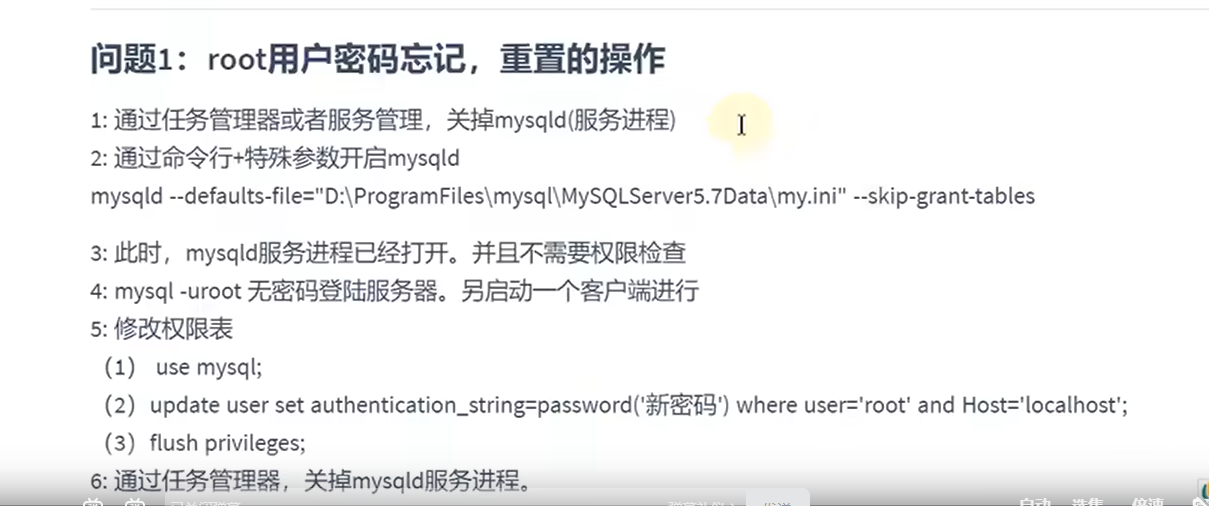 问题1：root用户密码忘记，重置的操作
1: 通过任务管理器或者服务管理，关掉mysqld(服务进程)
2: 通过命令行+特殊参数开启mysqld
mysqld --defaults-file="D:\ProgramFiles\mysql\MySQLServer5.7Data\my.ini" --skip-grant-tables
3: 此时，mysqld服务进程已经打开。并且不需要权限检查
4: mysql -uroot 无密码登陆服务器。另启动一个客户端进行
5: 修改权限表
（1） use mysql;
（2）update user set authentication_string=password('新密码') where user='root' and Host='localhost';
（3）flush privileges;
6: 通过任务管理器，关掉mysqld服务进程。
自动 选集 倍速